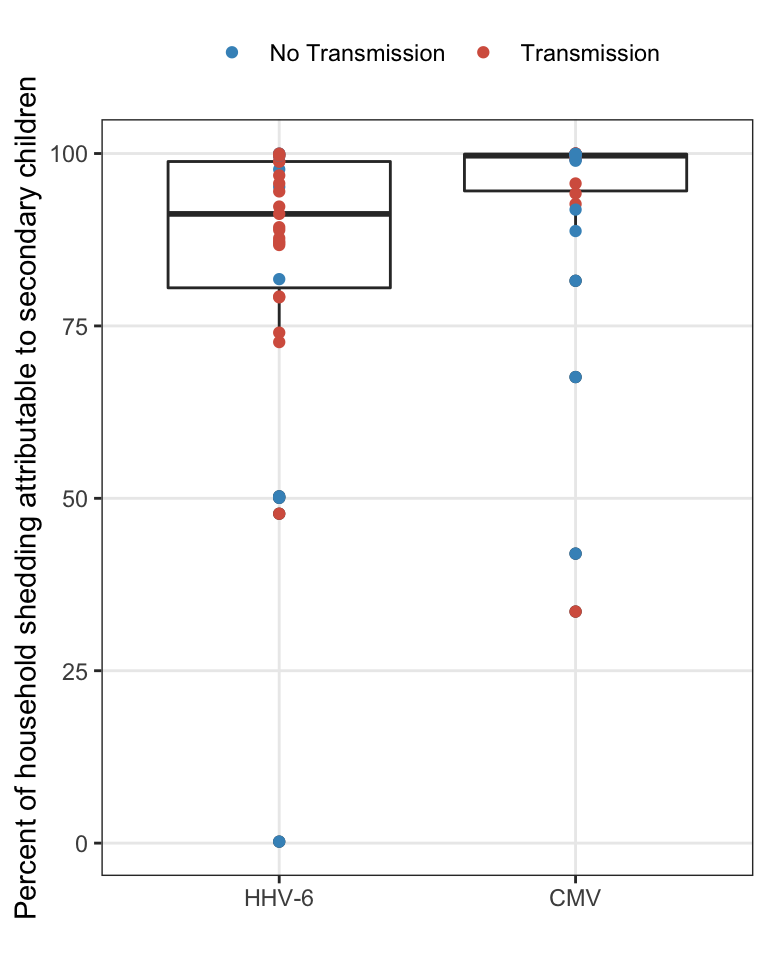 No Transmission
Transmission
Percent of household shedding attributable to secondary children
100
75
50
25
0
HHV-6
CMV